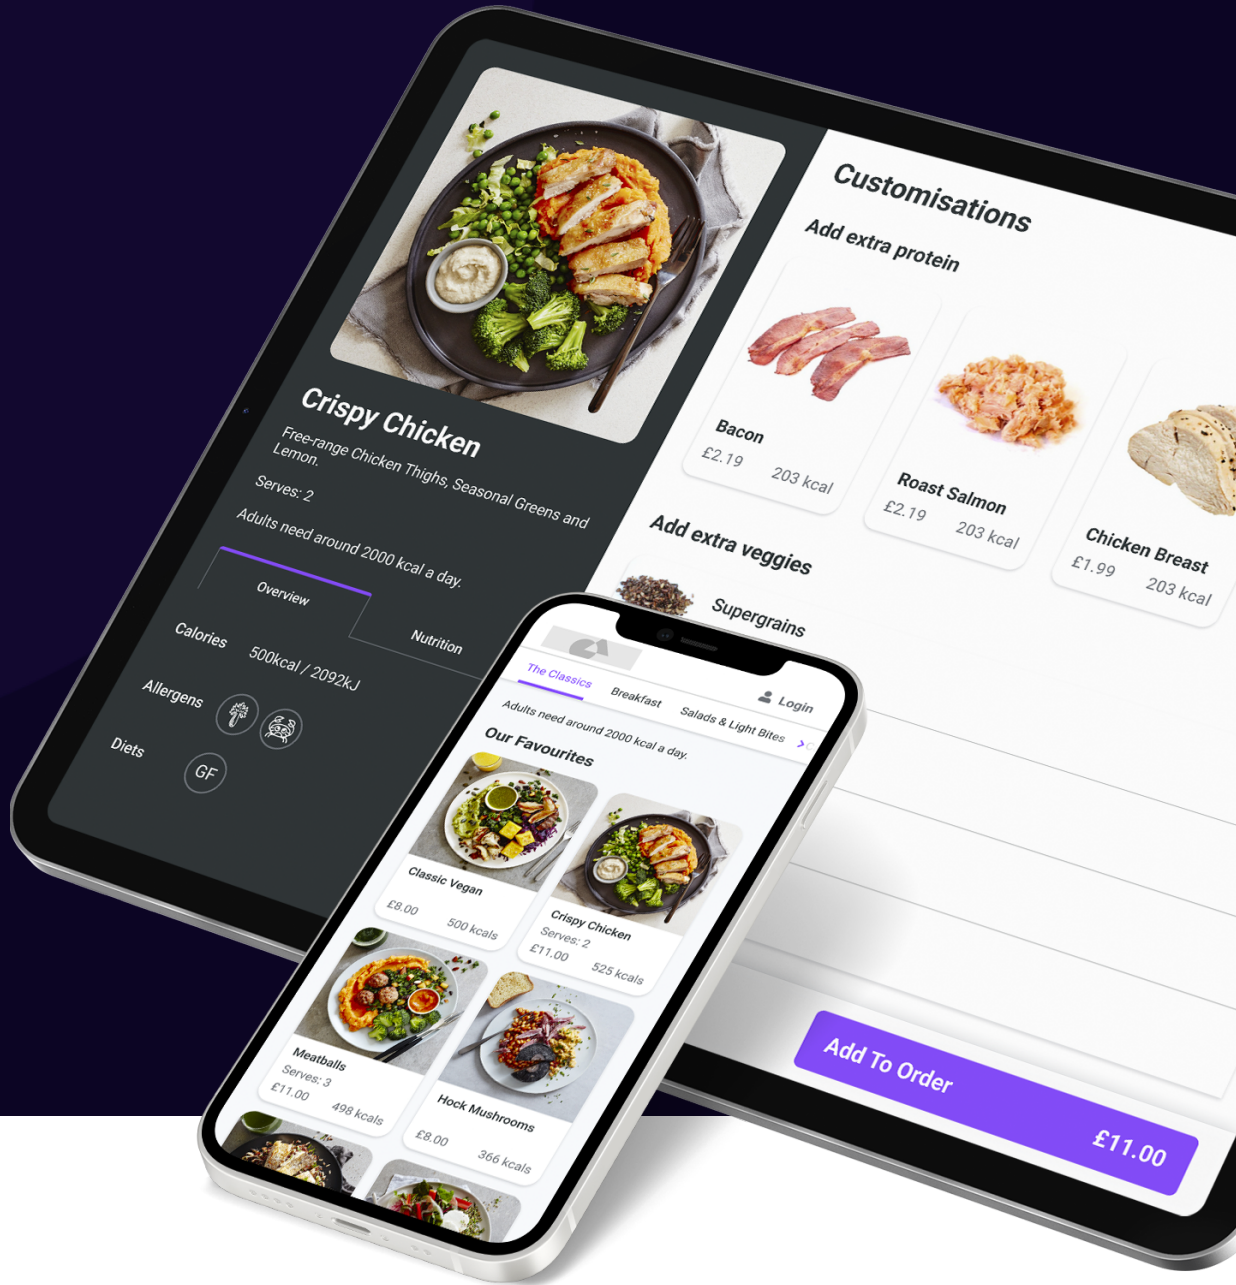 Crispy Chicken
Free-range Chicken Thighs, Seasonal Greens and
Lemon.
Serves: 2
Adults need around 2000 kcal a day.
Overview
Nutrition
Calories
500kcal / 2092kJ
Allergens
Diets
GF
Customisations
Add extra protein
Bacon
£2.19
203 kcal
Roast Salmon
£2.19
203 kcal
Chicken Breast
£1.99
203 kcal
Add extra veggies
Supergrains
Add To Order
£11.00
Login
The Classics
Breakfast
Salads & Light Bites
Adults need around 2000 kcal a day.
Our Favourites
Classic Vegan
£8.00
500 kcals
Crispy Chicken
Serves: 2
£11.00
525 kcals
Meatballs
Serves: 3
£11.00
498 kcals
Hock Mushrooms
£8.00
366 kcals